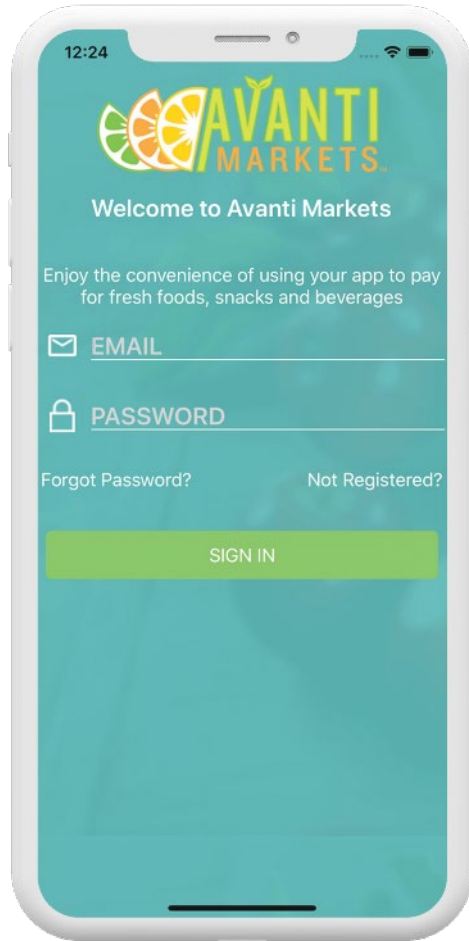 12:24
AVANTI
MARKETS™
Welcome to Avanti Markets
Enjoy the convenience of using your app to pay
for fresh foods, snacks and beverages
EMAIL
PASSWORD
Forgot Password? Not Registered?
SIGN IN